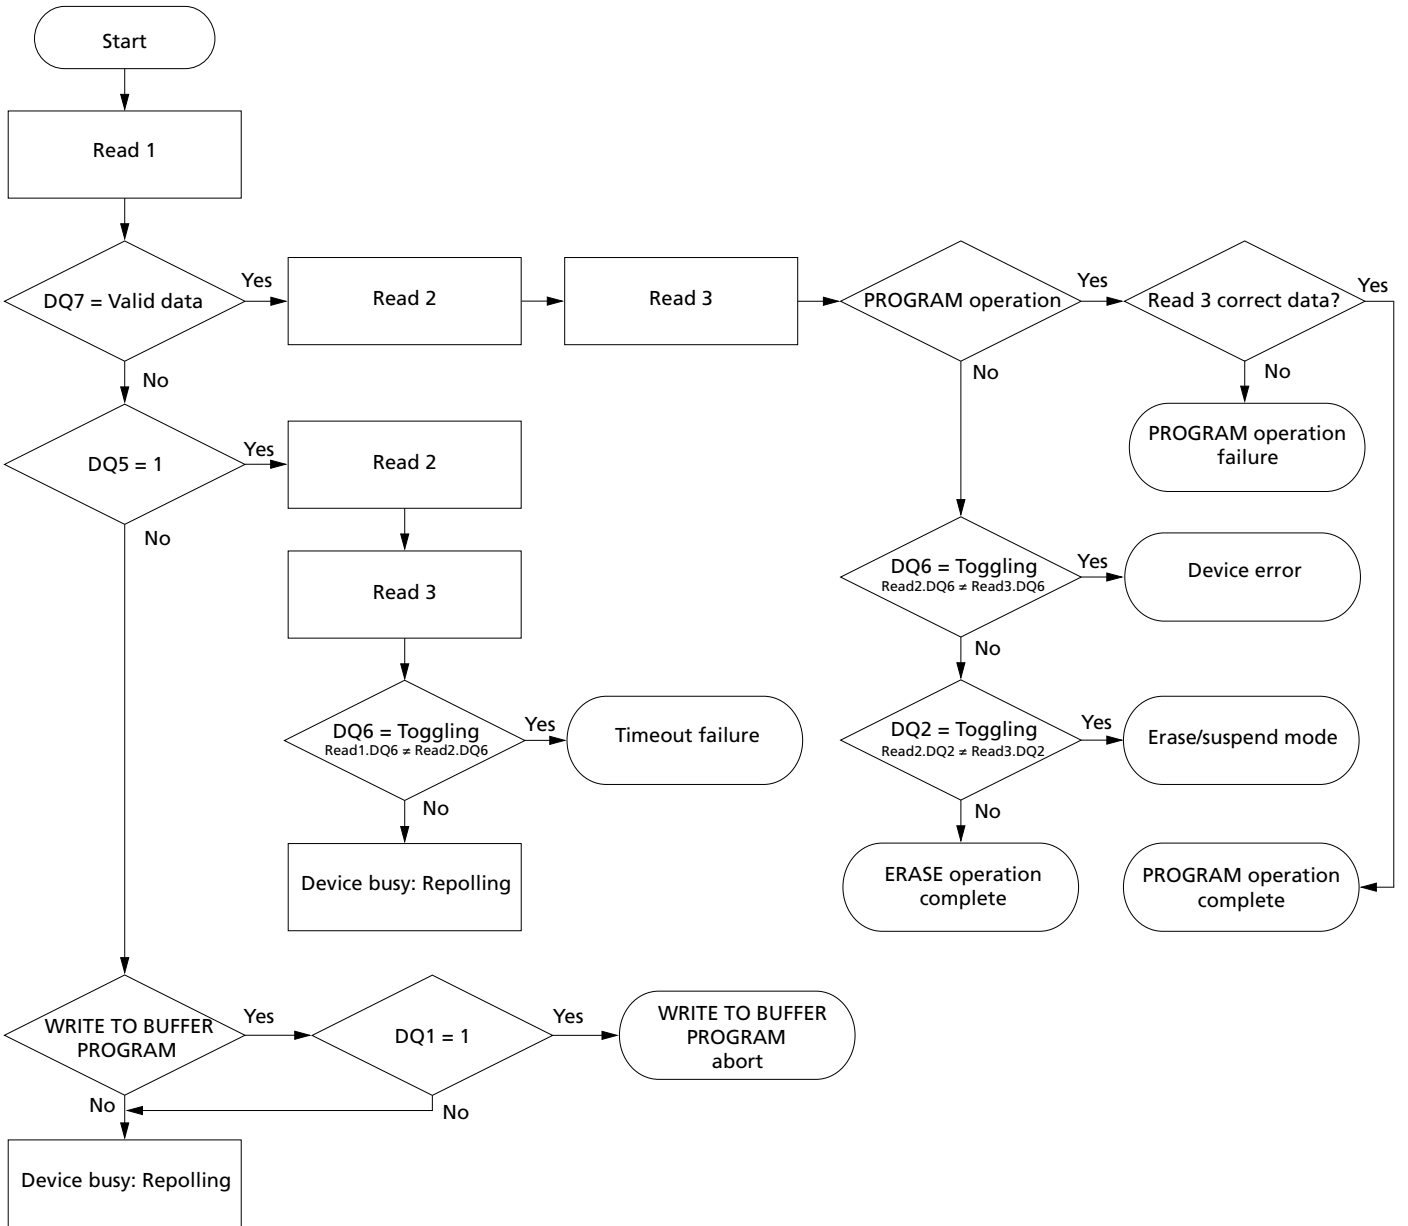 Start
Read 1
DQ7 = Valid data
Yes
Read 2
Read 3
PROGRAM operation
Yes
Read 3 correct data?
Yes
No
No
No
PROGRAM operation
failure
DQ5 = 1
Yes
Read 2
No
Read 3
DQ6 = Toggling
Read2.DQ6 ≠ Read3.DQ6
Yes
Device error
No
DQ6 = Toggling
Read1.DQ6 ≠ Read2.DQ6
Yes
Timeout failure
No
DQ2 = Toggling
Read2.DQ2 ≠ Read3.DQ2
Yes
Erase/suspend mode
No
Device busy: Repolling
ERASE operation
complete
PROGRAM operation
complete
WRITE TO BUFFER
PROGRAM
Yes
DQ1 = 1
Yes
WRITE TO BUFFER
PROGRAM
abort
No
No
Device busy: Repolling